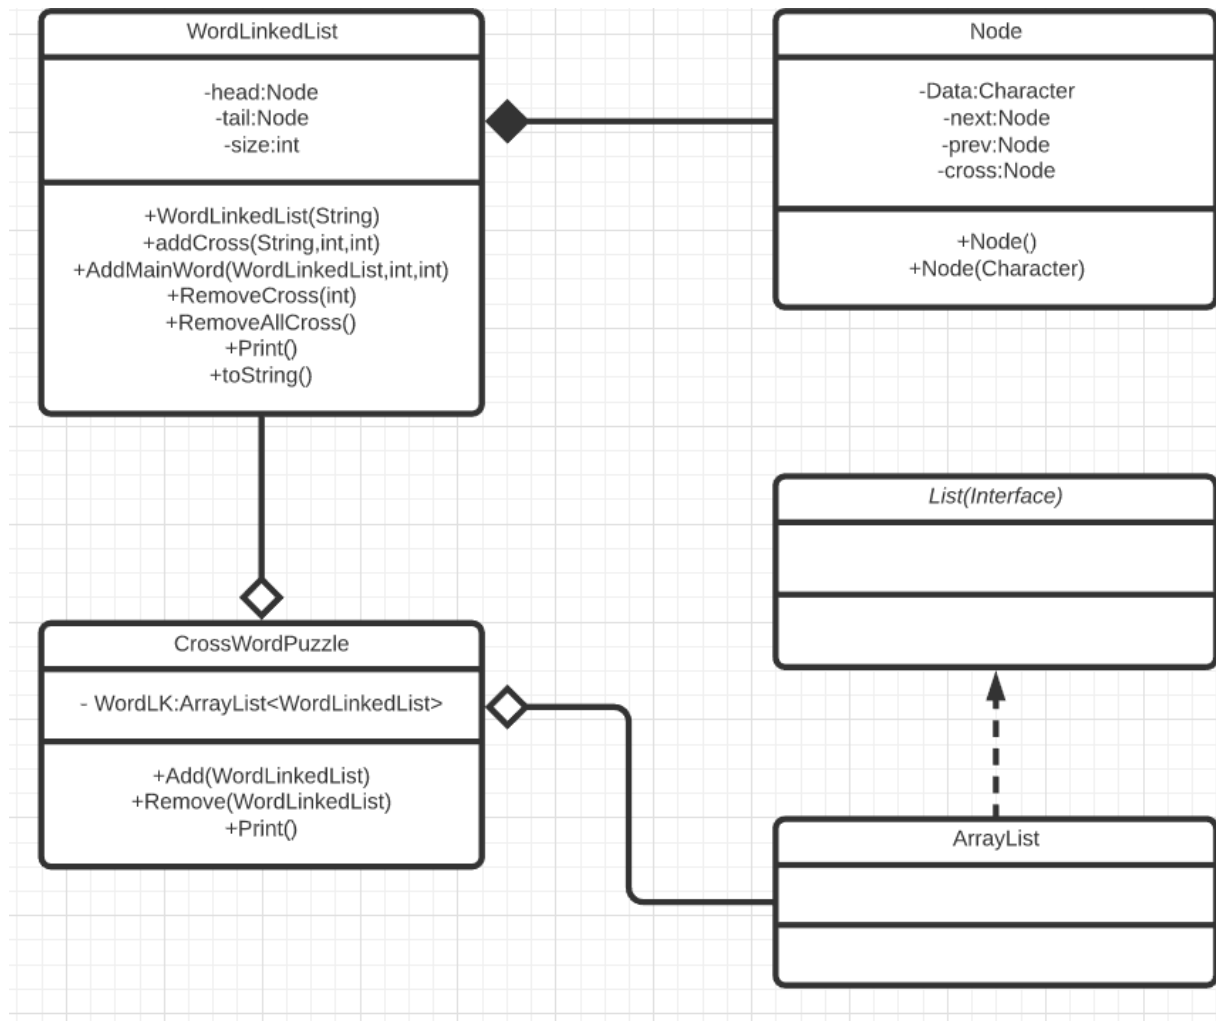 WordLinkedList
-head:Node
-tail:Node
-size:int
+WordLinkedList(String)
+addCross(String,int,int)
+AddMainWord(WordLinkedList,int,int)
+RemoveCross(int)
+RemoveAllCross()
+Print()
+toString()
Node
-Data:Character
-next:Node
-prev:Node
-cross:Node
+Node()
+Node(Character)
List(Interface)
CrossWordPuzzle
- WordLK:ArrayList<WordLinkedList>
+Add(WordLinkedList)
+Remove(WordLinkedList)
+Print()
ArrayList